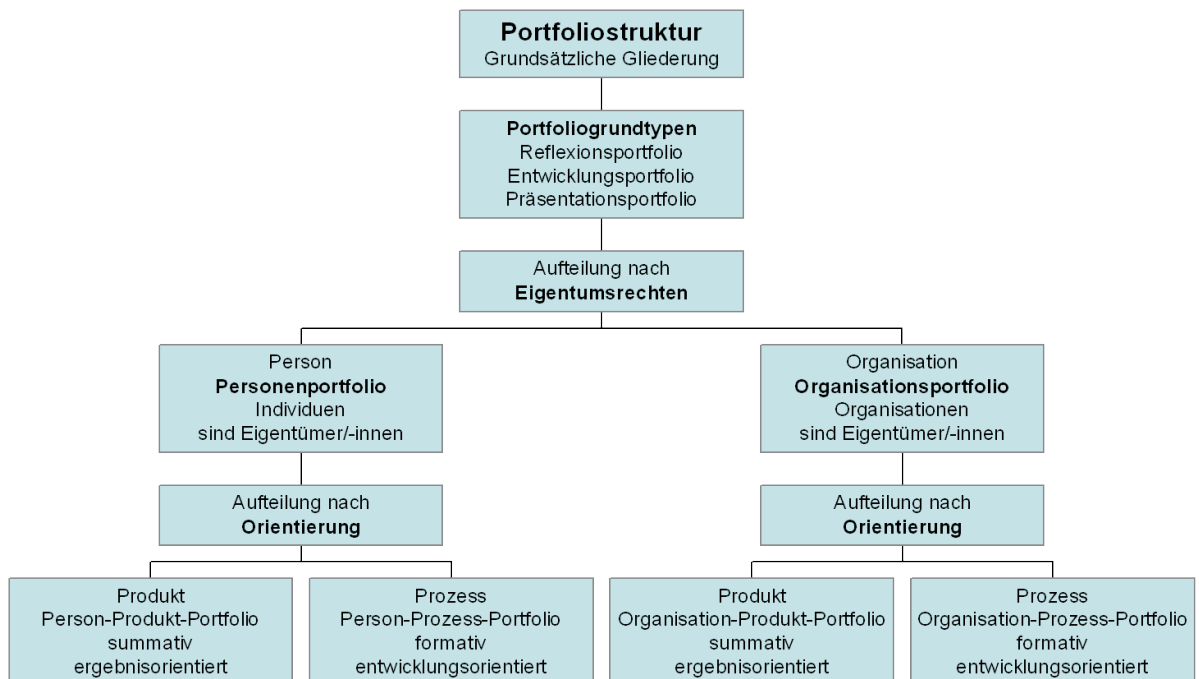 Portfoliostruktur
Grundsätzliche Gliederung
Portfoliogrundtypen
Reflexionsportfolio
Entwicklungsportfolio
Präsentationsportfolio
Aufteilung nach
Eigentumsrechten
Person
Personenportfolio
Individuen
sind Eigentümer/-innen
Organisation
Organisationsportfolio
Organisationen
sind Eigentümer/-innen
Aufteilung nach
Orientierung
Aufteilung nach
Orientierung
Produkt
Person-Produkt-Portfolio
summativ
ergebnisorientiert
Prozess
Person-Prozess-Portfolio
formativ
entwicklungsorientiert
Produkt
Organisation-Produkt-Portfolio
summativ
ergebnisorientiert
Prozess
Organisation-Prozess-Portfolio
formativ
entwicklungsorientiert